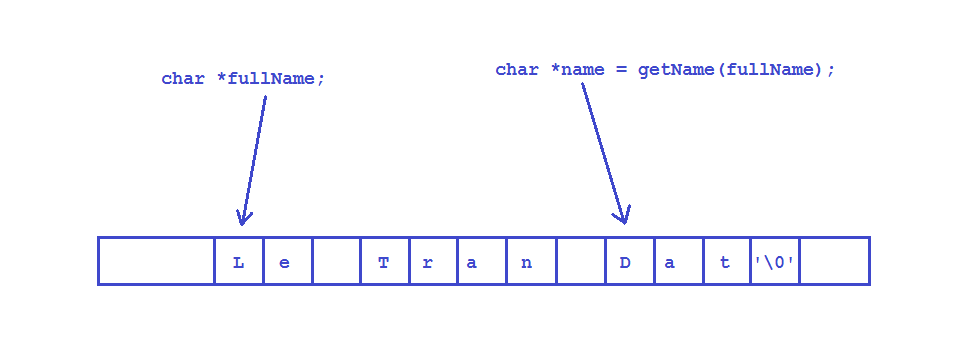 char *fullName;
char *name = getName(fullName);
L e   T r a n   D a t '\0'